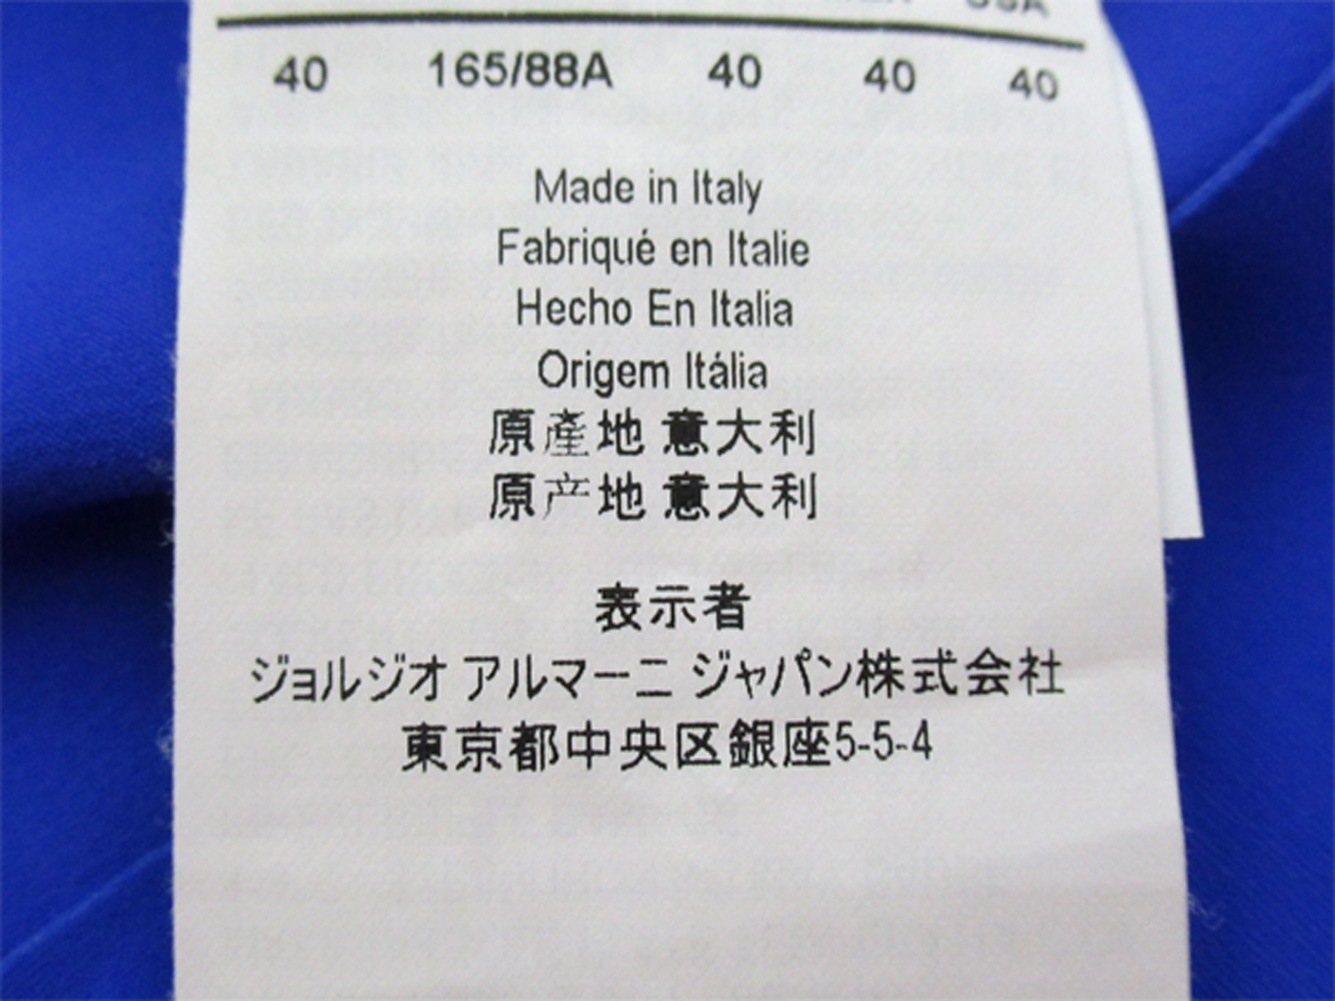 40 165/88A 40 40 40
Made in Italy
Fabriqué en Italie
Hecho En Italia
Origem Itália
原產地 意大利
原产地 意大利
表示者
ジョルジオ アルマーニ ジャパン株式会社
東京都中央区銀座5-5-4